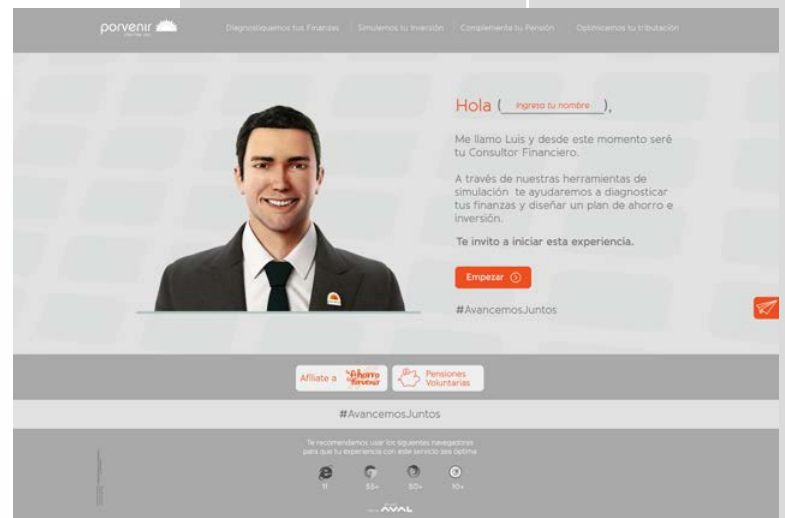 porvenir
Diagnostiquemos tus Finanzas
Simulemos tu Inversión
Complementa tu Pensión
Optimicemos tu tributación
Hola ( ingresa tu nombre ),
Me llamo Luis y desde este momento seré
tu Consultor Financiero.
A través de nuestras herramientas de
simulación te ayudaremos a diagnosticar
tus finanzas y diseñar un plan de ahorro e
inversión.
Te invito a iniciar esta experiencia.
Empezar
#AvancemosJuntos
Afíliate a
Ahorro
Porvenir
Pensiones
Voluntarias
#AvancemosJuntos
Te recomendamos usar los siguientes navegadores
para que tu experiencia con este servicio sea óptima
11
55+
60+
10+
AVAL